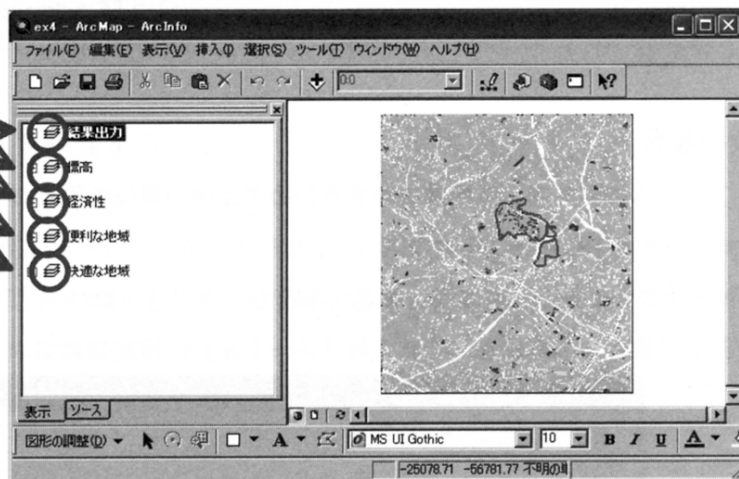 ex4 - ArcMap - ArcInfo
ファイル(F) 編集(E) 表示(V) 挿入(I) 選択(S) ツール(T) ウィンドウ(W) ヘルプ(H)
0:0
結果出力
標高
経済性
便利な地域
快適な地域
表示 ソース
図形の調整(D) A MS UI Gothic 10 B I U A
-25078.71 -56781.77 不明の単